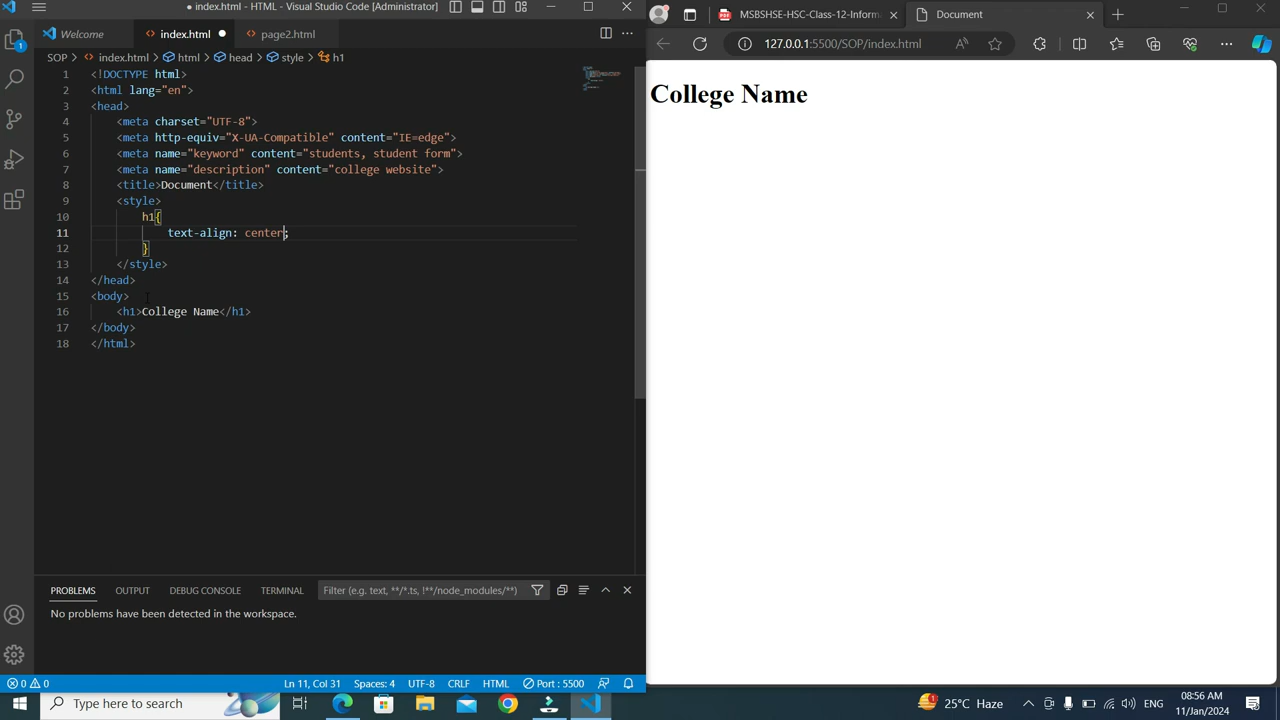 ● index.html - HTML - Visual Studio Code [Administrator]
MSBSHSE-HSC-Class-12-Inform
Document
Welcome
index.html
page2.html
127.0.0.1:5500/SOP/index.html
SOP > index.html > html > head > style > h1
1 <!DOCTYPE html>
2 <html lang="en">
3 <head>
4 <meta charset="UTF-8">
5 <meta http-equiv="X-UA-Compatible" content="IE=edge">
6 <meta name="keyword" content="students, student form">
7 <meta name="description" content="college website">
8 <title>Document</title>
9 <style>
10 h1{
11 text-align: center;
12 }
13 </style>
14 </head>
15 <body>
16 <h1>College Name</h1>
17 </body>
18 </html>
College Name
1
PROBLEMS
OUTPUT
DEBUG CONSOLE
TERMINAL
Filter (e.g. text, **/*.ts, !**/node_modules/**)
No problems have been detected in the workspace.
0 0
Ln 11, Col 31
Spaces: 4
UTF-8
CRLF
HTML
Port : 5500
Type here to search
1
25°C Haze
ENG
08:56 AM
11/Jan/2024